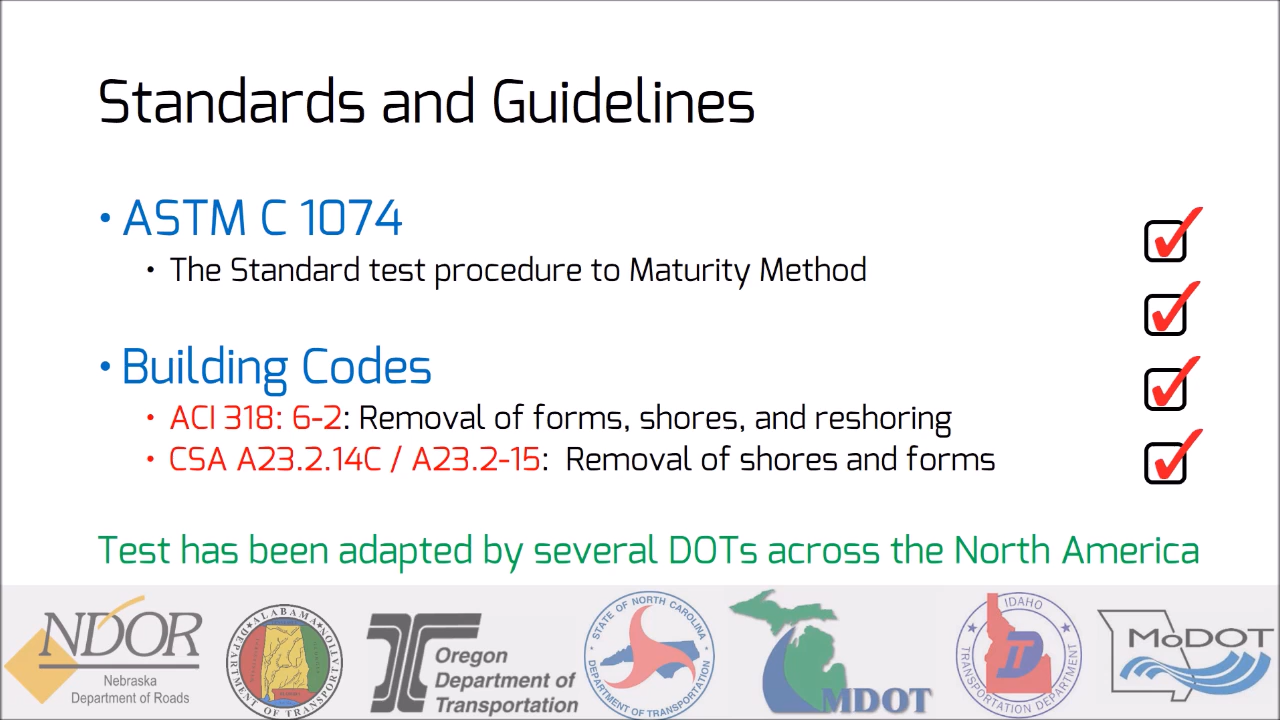 Standards and Guidelines
• ASTM C 1074
• The Standard test procedure to Maturity Method
• Building Codes
• ACI 318: 6-2: Removal of forms, shores, and reshoring
• CSA A23.2.14C / A23.2-15: Removal of shores and forms
Test has been adapted by several DOTs across the North America
NDOR
Nebraska
Department of Roads
ALABAMA
DEPARTMENT OF TRANSPORTATION
Oregon
Department of
Transportation
STATE OF NORTH CAROLINA
DEPARTMENT OF TRANSPORTATION
MDOT
IDAHO
TRANSPORTATION DEPARTMENT
MoDOT